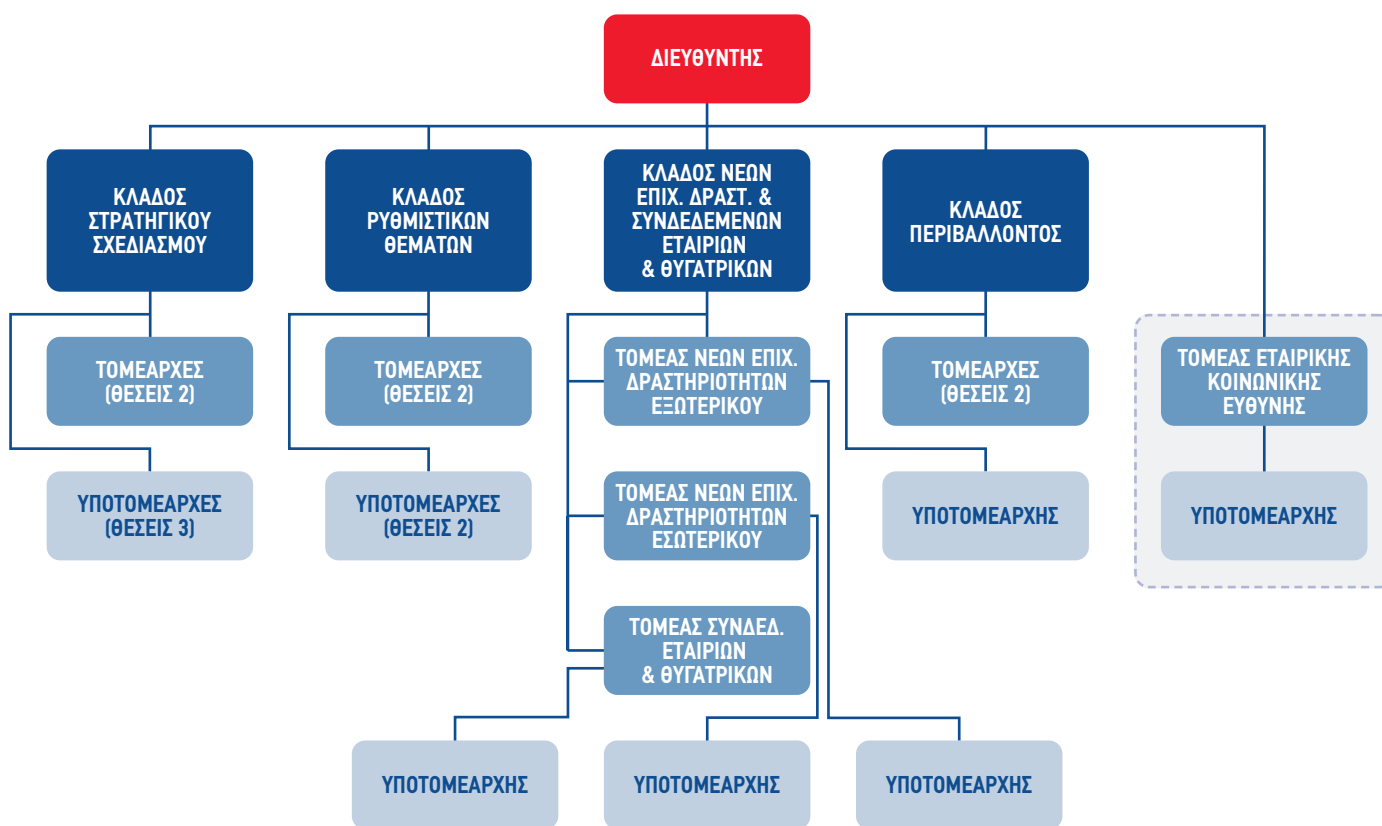 ΔΙΕΥΘΥΝΤΗΣ
ΚΛΑΔΟΣ
ΣΤΡΑΤΗΓΙΚΟΥ
ΣΧΕΔΙΑΣΜΟΥ
ΚΛΑΔΟΣ
ΡΥΘΜΙΣΤΙΚΩΝ
ΘΕΜΑΤΩΝ
ΚΛΑΔΟΣ ΝΕΩΝ
ΕΠΙΧ. ΔΡΑΣΤ. &
ΣΥΝΔΕΔΕΜΕΝΩΝ
ΕΤΑΙΡΙΩΝ
& ΘΥΓΑΤΡΙΚΩΝ
ΚΛΑΔΟΣ
ΠΕΡΙΒΑΛΛΟΝΤΟΣ
ΤΟΜΕΑΡΧΕΣ
(ΘΕΣΕΙΣ 2)
ΤΟΜΕΑΡΧΕΣ
(ΘΕΣΕΙΣ 2)
ΤΟΜΕΑΣ ΝΕΩΝ ΕΠΙΧ.
ΔΡΑΣΤΗΡΙΟΤΗΤΩΝ
ΕΞΩΤΕΡΙΚΟΥ
ΤΟΜΕΑΡΧΕΣ
(ΘΕΣΕΙΣ 2)
ΤΟΜΕΑΣ ΕΤΑΙΡΙΚΗΣ
ΚΟΙΝΩΝΙΚΗΣ
ΕΥΘΥΝΗΣ
ΥΠΟΤΟΜΕΑΡΧΕΣ
(ΘΕΣΕΙΣ 3)
ΥΠΟΤΟΜΕΑΡΧΕΣ
(ΘΕΣΕΙΣ 2)
ΤΟΜΕΑΣ ΝΕΩΝ ΕΠΙΧ.
ΔΡΑΣΤΗΡΙΟΤΗΤΩΝ
ΕΣΩΤΕΡΙΚΟΥ
ΥΠΟΤΟΜΕΑΡΧΗΣ
ΥΠΟΤΟΜΕΑΡΧΗΣ
ΤΟΜΕΑΣ ΣΥΝΔΕΔ.
ΕΤΑΙΡΙΩΝ
& ΘΥΓΑΤΡΙΚΩΝ
ΥΠΟΤΟΜΕΑΡΧΗΣ
ΥΠΟΤΟΜΕΑΡΧΗΣ
ΥΠΟΤΟΜΕΑΡΧΗΣ